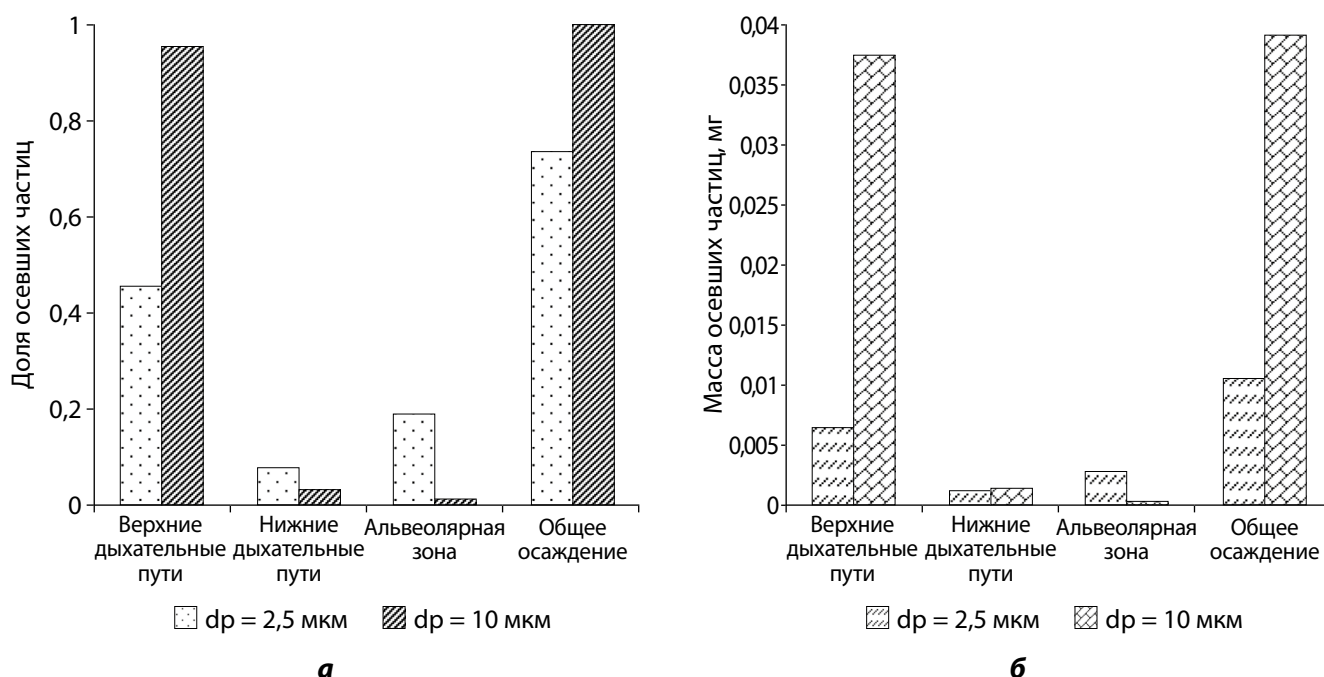 Доля осевших частиц
1
0,8
0,6
0,4
0,2
0
Верхние
дыхательные
пути
Нижние
дыхательные
пути
Альвеолярная
зона
Общее
осаждение
dp = 2,5 мкм
dp = 10 мкм
а
Масса осевших частиц, мг
0,04
0,035
0,03
0,025
0,02
0,015
0,01
0,005
0
Верхние
дыхательные
пути
Нижние
дыхательные
пути
Альвеолярная
зона
Общее
осаждение
dp = 2,5 мкм
dp = 10 мкм
б